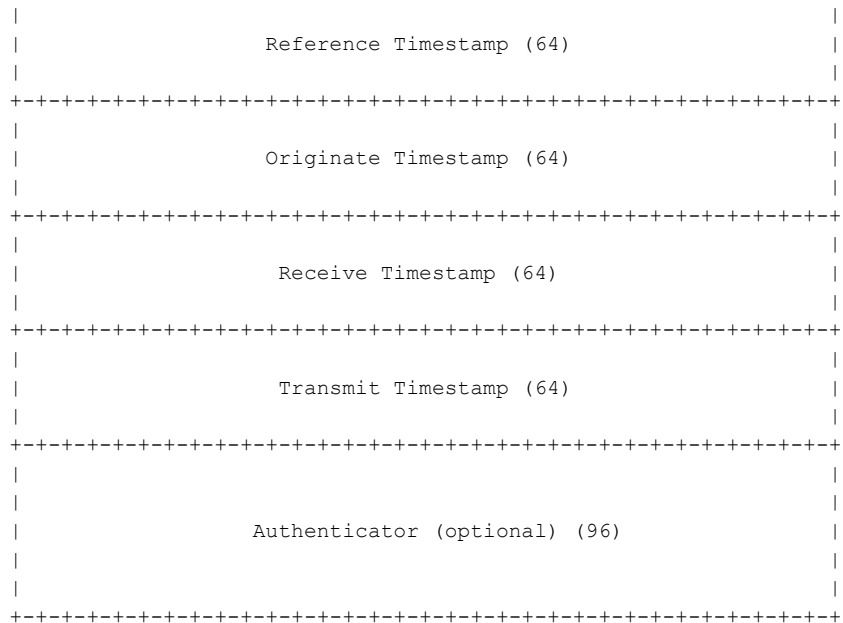 Reference Timestamp (64)
Originate Timestamp (64)
Receive Timestamp (64)
Transmit Timestamp (64)
Authenticator (optional) (96)